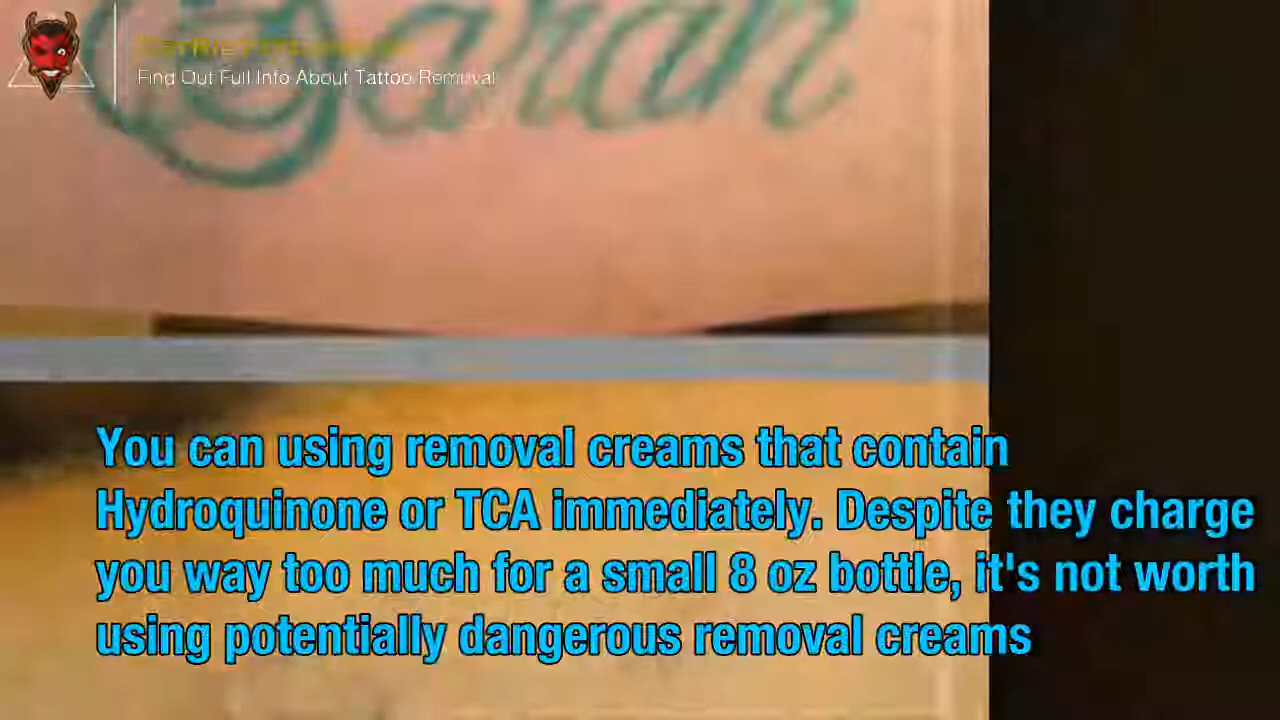 Sarah
Find Out Full Info About Tattoo Removal
You can using removal creams that contain
Hydroquinone or TCA immediately. Despite they charge
you way too much for a small 8 oz bottle, it's not worth
using potentially dangerous removal creams